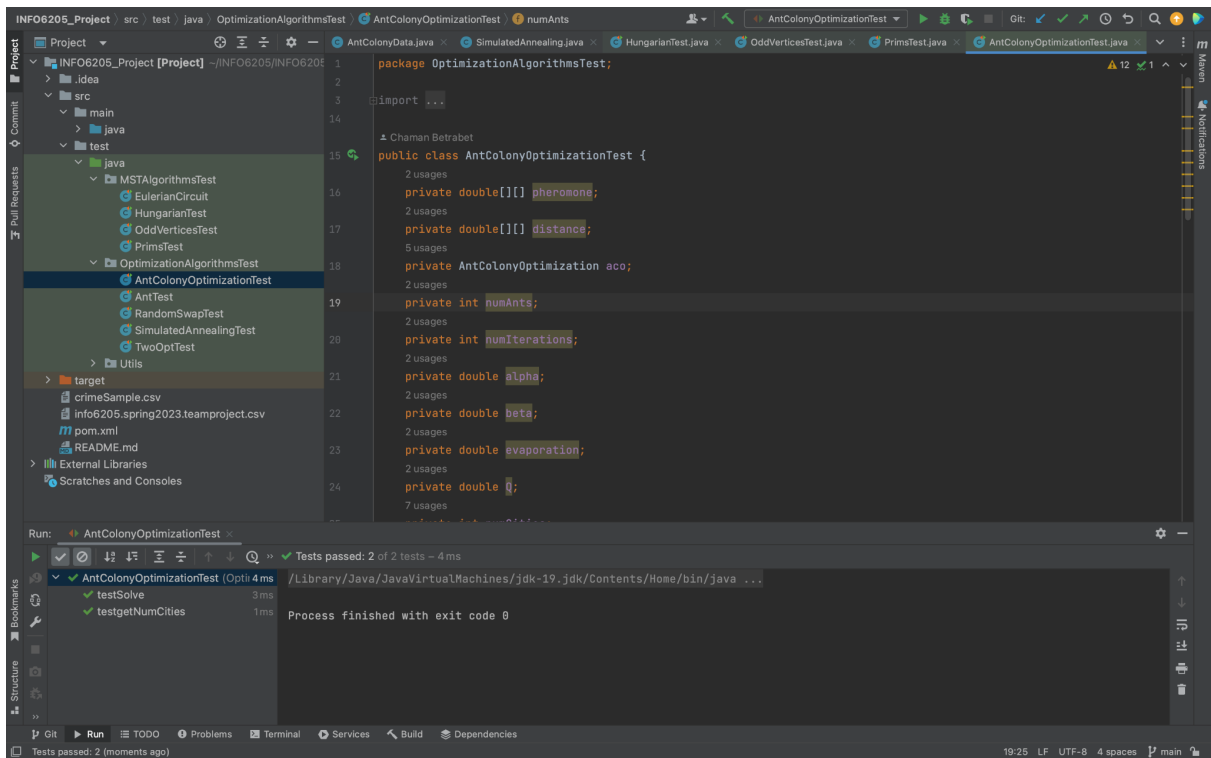 INFO6205_Project 〉 src 〉 test 〉 java 〉 OptimizationAlgorithmsTest 〉 AntColonyOptimizationTest 〉 numAnts
AntColonyOptimizationTest
Git:
Project
AntColonyData.java
SimulatedAnnealing.java
HungarianTest.java
OddVerticesTest.java
PrimsTest.java
AntColonyOptimizationTest.java
Project
Commit
Pull Requests
Bookmarks
Structure
Maven
Notifications
INFO6205_Project [Project] ~/INFO6205/INFO6205
.idea
src
main
java
test
java
MSTAlgorithmsTest
EulerianCircuit
HungarianTest
OddVerticesTest
PrimsTest
OptimizationAlgorithmsTest
AntColonyOptimizationTest
AntTest
RandomSwapTest
SimulatedAnnealingTest
TwoOptTest
Utils
target
crimeSample.csv
info6205.spring2023.teamproject.csv
pom.xml
README.md
External Libraries
Scratches and Consoles
1 package OptimizationAlgorithmsTest;
12 1
2
3 import ...
14
Chaman Betrabet
15 public class AntColonyOptimizationTest {
2 usages
16 private double[][] pheromone;
2 usages
17 private double[][] distance;
5 usages
18 private AntColonyOptimization aco;
2 usages
19 private int numAnts;
2 usages
20 private int numIterations;
2 usages
21 private double alpha;
2 usages
22 private double beta;
2 usages
23 private double evaporation;
2 usages
24 private double Q;
7 usages
Run: AntColonyOptimizationTest
Tests passed: 2 of 2 tests – 4 ms
AntColonyOptimizationTest (Opti 4 ms
testSolve 3 ms
testgetNumCities 1 ms
/Library/Java/JavaVirtualMachines/jdk-19.jdk/Contents/Home/bin/java ...
Process finished with exit code 0
Git Run TODO Problems Terminal Services Build Dependencies
Tests passed: 2 (moments ago)
19:25 LF UTF-8 4 spaces main